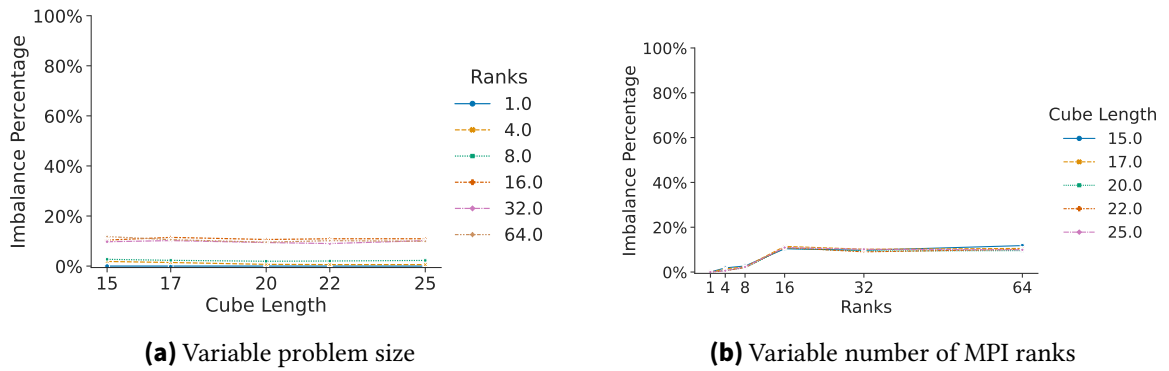 100%
80%
60%
40%
20%
0%
Imbalance Percentage
15 17 20 22 25
Cube Length
Ranks
1.0
4.0
8.0
16.0
32.0
64.0
(a) Variable problem size
100%
80%
60%
40%
20%
0%
Imbalance Percentage
1 4 8 16 32 64
Ranks
Cube Length
15.0
17.0
20.0
22.0
25.0
(b) Variable number of MPI ranks